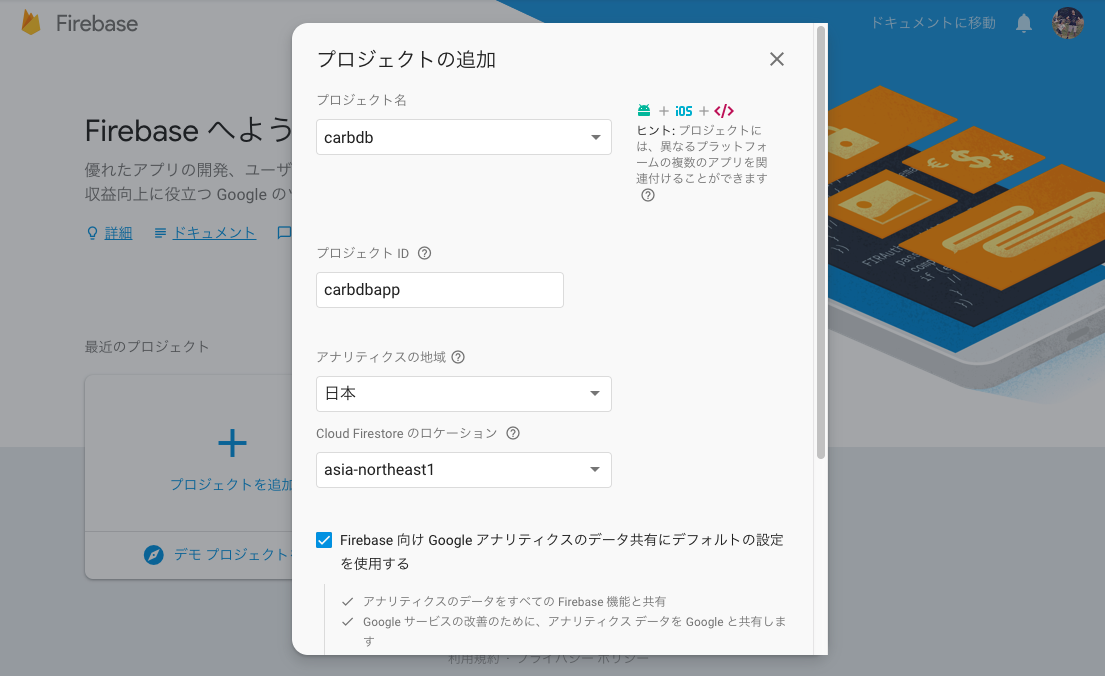 Firebase
ドキュメントに移動
Firebase へよう
優れたアプリの開発、ユーザ
収益向上に役立つ Google の
詳細
ドキュメント
最近のプロジェクト
プロジェクトを追加
デモ プロジェクト
プロジェクトの追加
プロジェクト名
carbdb
+ iOS + </>
ヒント: プロジェクトに
は、異なるプラットフォ
ームの複数のアプリを関
連付けることができます
プロジェクト ID
carbdbapp
アナリティクスの地域
日本
Cloud Firestore のロケーション
asia-northeast1
Firebase 向け Google アナリティクスのデータ共有にデフォルトの設定
を使用する
アナリティクスのデータをすべての Firebase 機能と共有
Google サービスの改善のために、アナリティクス データを Google と共有しま
す
利用規約・プライバシー ポリシー